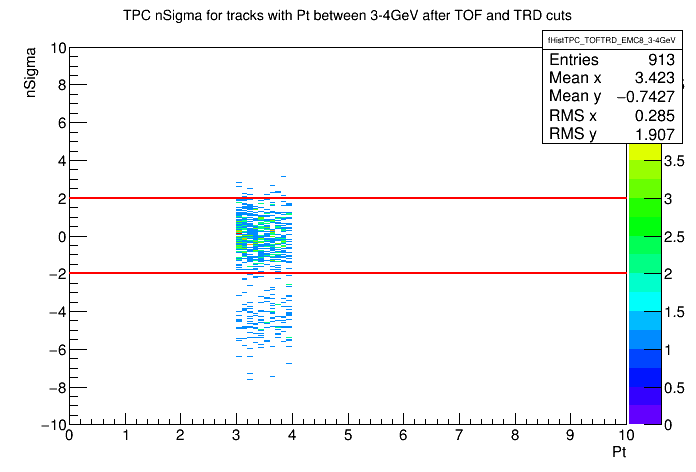 TPC nSigma for tracks with Pt between 3-4GeV after TOF and TRD cuts
fHistTPC_TOFTRD_EMC8_3-4GeV
Entries 913
Mean x 3.423
Mean y −0.7427
RMS x 0.285
RMS y 1.907
nSigma
10
8
6
4
2
0
−2
−4
−6
−8
−10
0 1 2 3 4 5 6 7 8 9 10
Pt
3.5
3
2.5
2
1.5
1
0.5
0